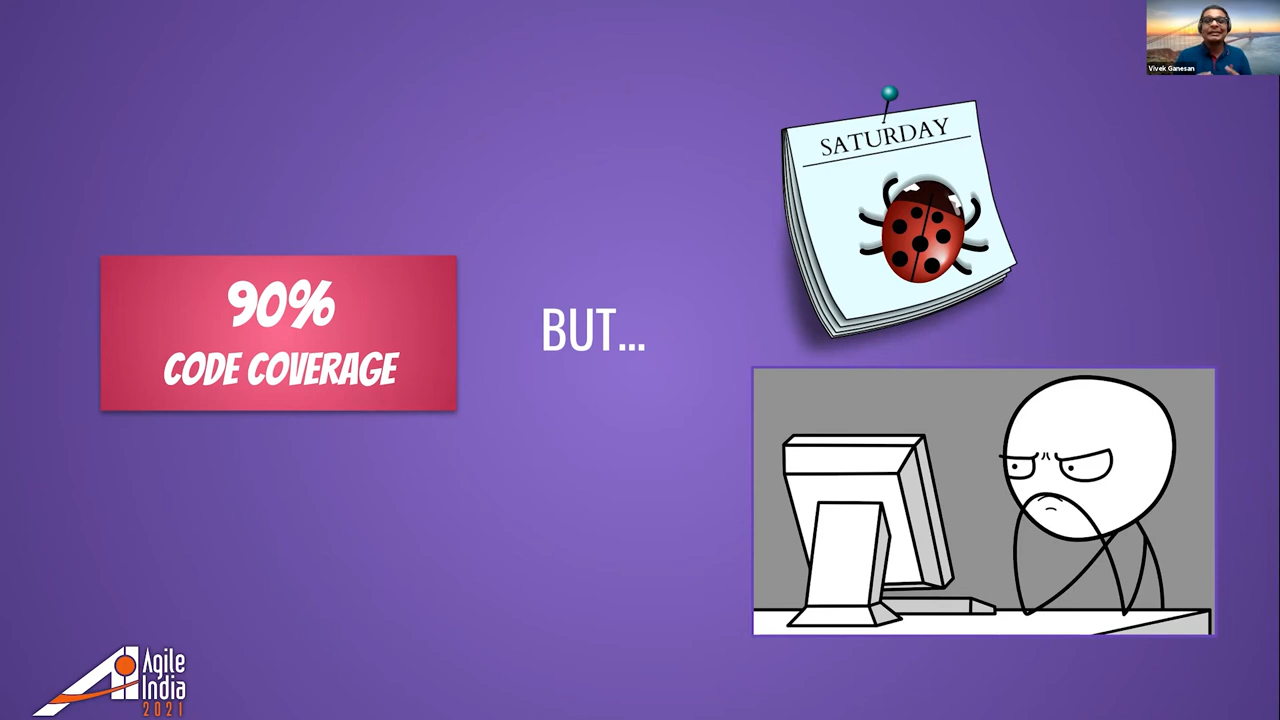 Vivek Ganesan
SATURDAY
90%
CODE COVERAGE
BUT...
Agile
India
2021